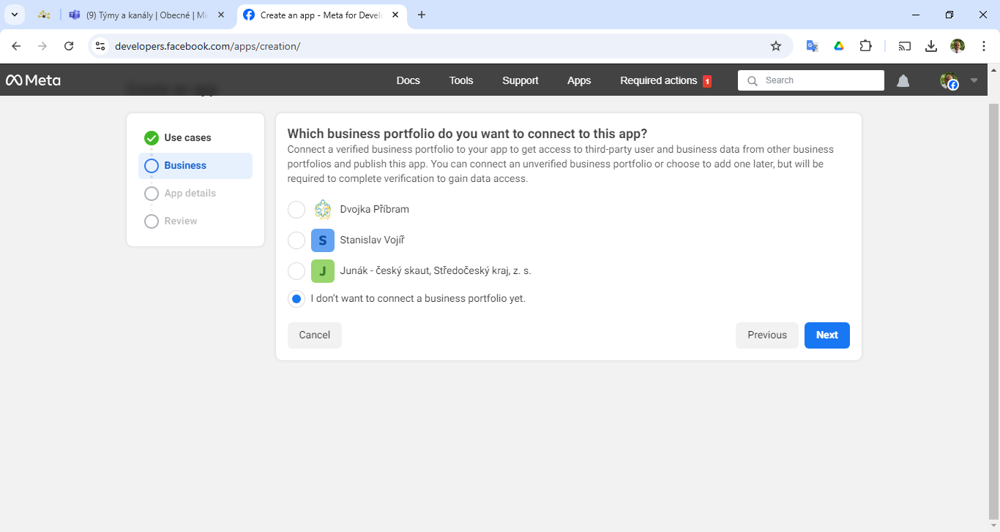 (9) Týmy a kanály | Obecné | Mi
Create an app - Meta for Develo
developers.facebook.com/apps/creation/
Meta
Docs
Tools
Support
Apps
Required actions
1
Search
Create an app
Use cases
Business
App details
Review
Which business portfolio do you want to connect to this app?
Connect a verified business portfolio to your app to get access to third-party user and business data from other business
portfolios and publish this app. You can connect an unverified business portfolio or choose to add one later, but will be
required to complete verification to gain data access.
Dvojka Příbram
S
Stanislav Vojíř
J
Junák - český skaut, Středočeský kraj, z. s.
I don't want to connect a business portfolio yet.
Cancel
Previous
Next